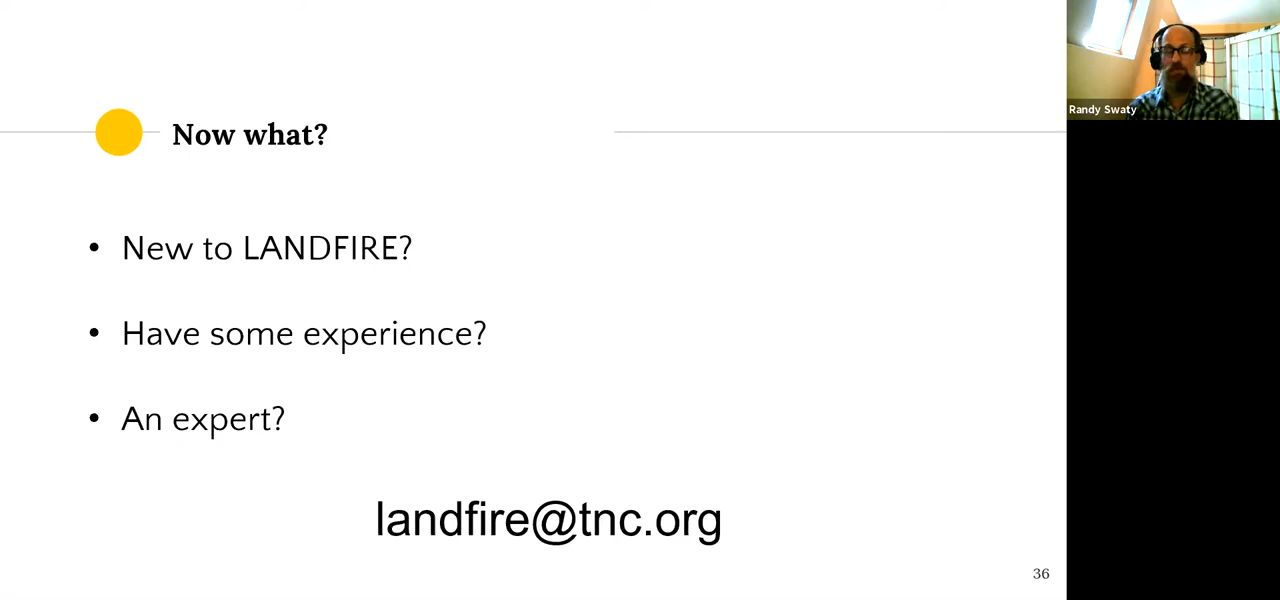 Now what?
• New to LANDFIRE?
• Have some experience?
• An expert?
landfire@tnc.org
36
Randy Swaty